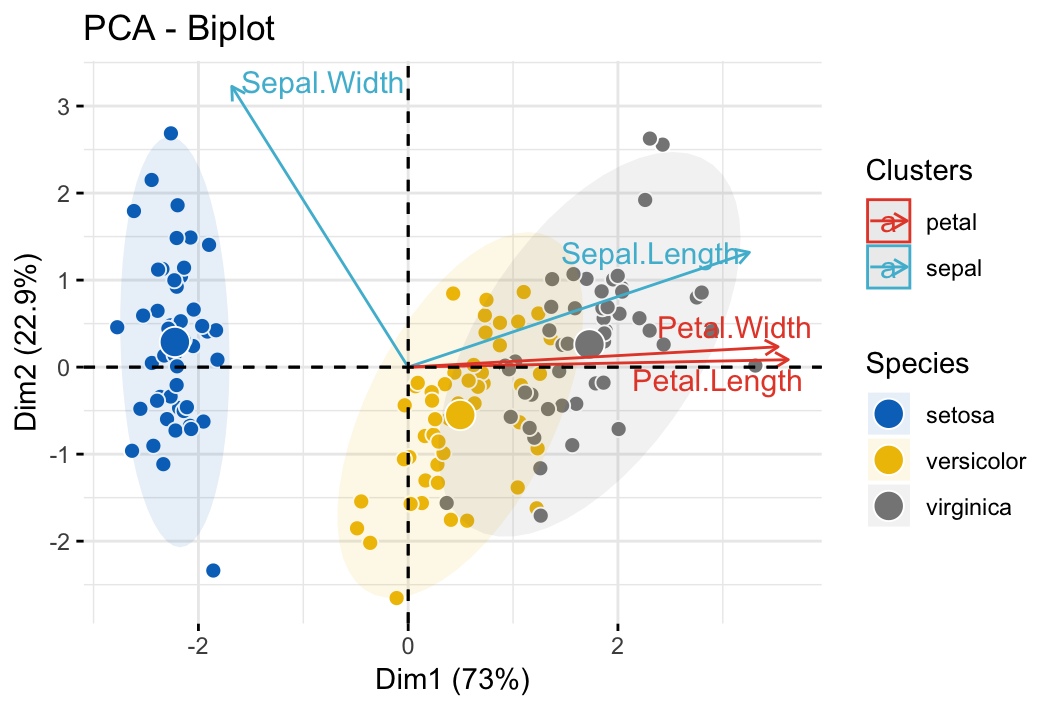 PCA - Biplot
Dim2 (22.9%)
3
2
1
0
-1
-2
Sepal.Width
Sepal.Length
Petal.Width
Petal.Length
-2
0
2
Dim1 (73%)
Clusters
a petal
a sepal
Species
setosa
versicolor
virginica